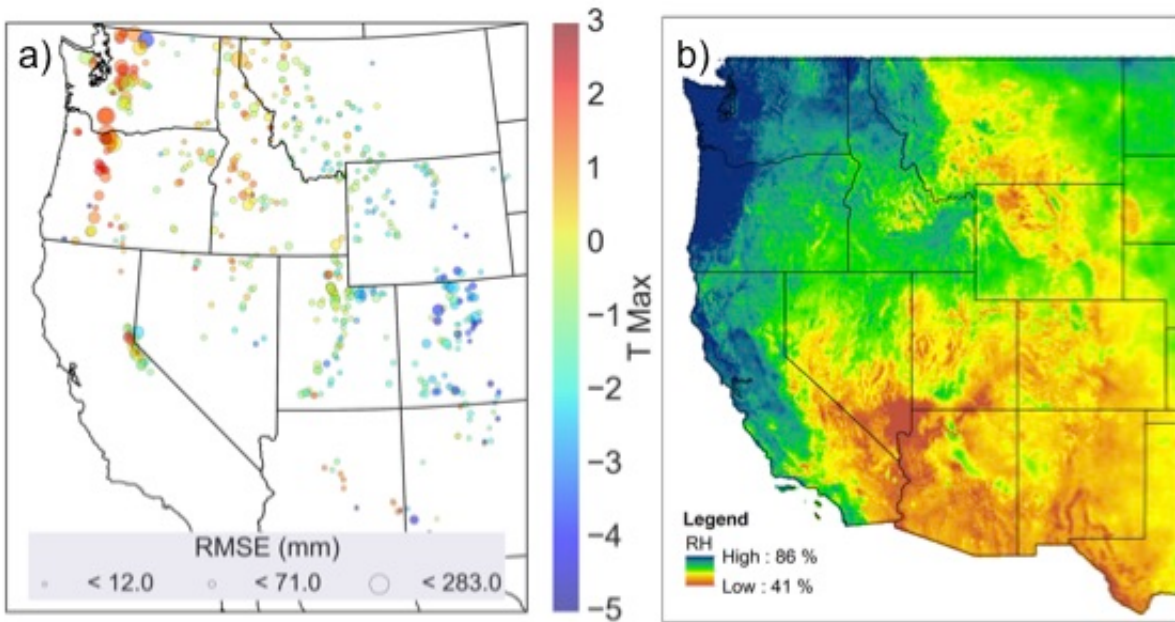 a)
3
2
1
0
−1
−2
−3
−4
−5
T Max
RMSE (mm)
< 12.0 < 71.0 < 283.0
b)
Legend
RH
High : 86 %
Low : 41 %